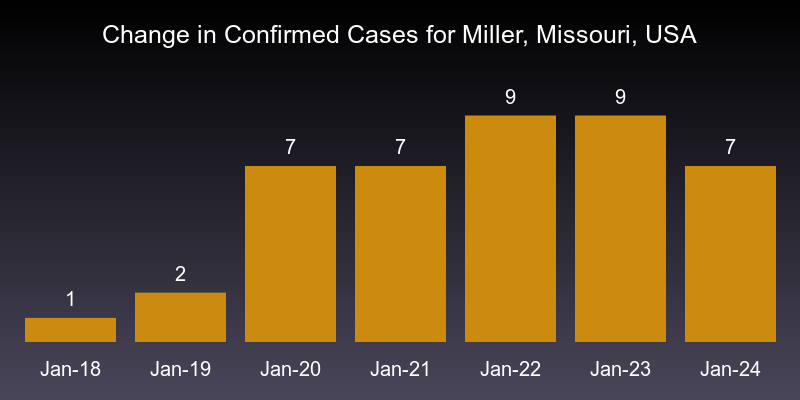 Change in Confirmed Cases for Miller, Missouri, USA
1
2
7
7
9
9
7
Jan-18
Jan-19
Jan-20
Jan-21
Jan-22
Jan-23
Jan-24